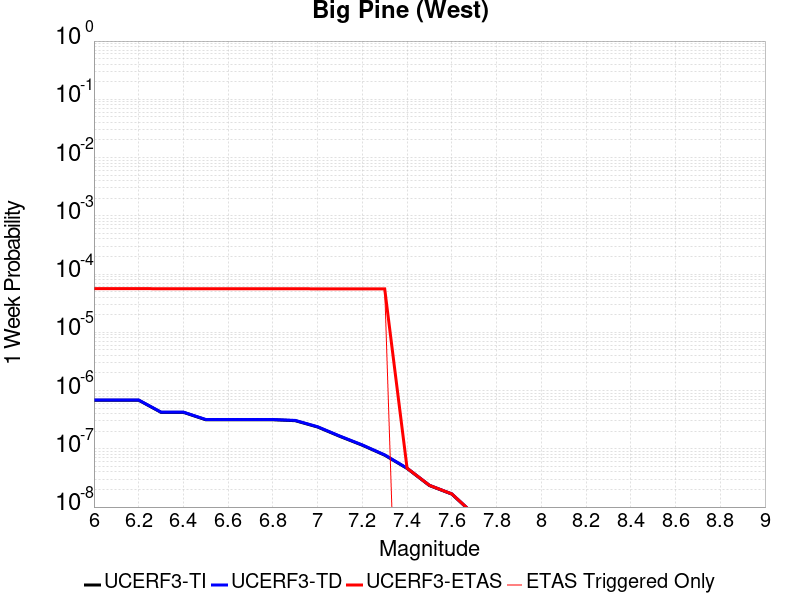 Big Pine (West)
10^0
10^-1
10^-2
10^-3
10^-4
10^-5
10^-6
10^-7
10^-8
1 Week Probability
6 6.2 6.4 6.6 6.8 7 7.2 7.4 7.6 7.8 8 8.2 8.4 8.6 8.8 9
Magnitude
UCERF3-TI UCERF3-TD UCERF3-ETAS ETAS Triggered Only